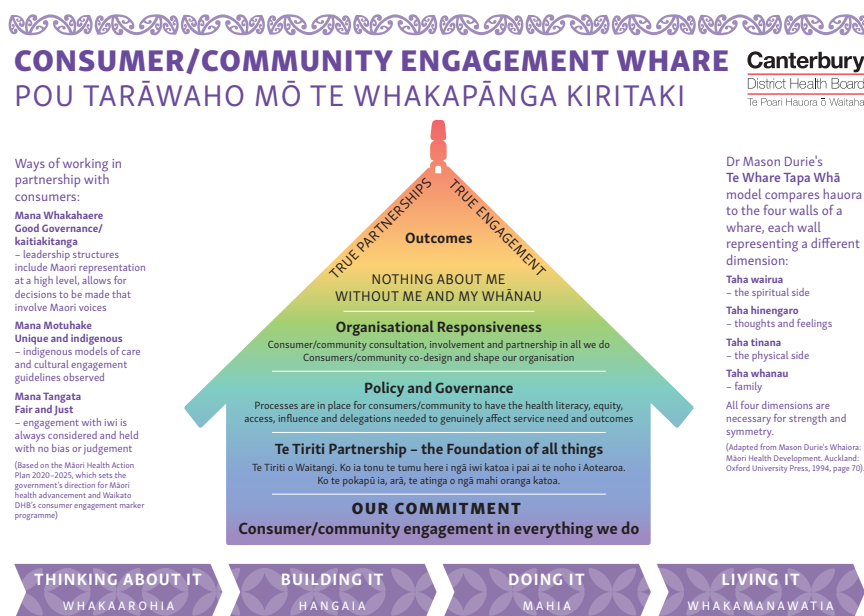 CONSUMER/COMMUNITY ENGAGEMENT WHARE
POU TARĀWAHO MŌ TE WHAKAPĀNGA KIRITAKI
Canterbury
District Health Board
Te Poari Hauora ō Waitaha
Ways of working in
partnership with
consumers:
Mana Whakahaere
Good Governance/
kaitiakitanga
– leadership structures
include Maori representation
at a high level, allows for
decisions to be made that
involve Maori voices
Mana Motuhake
Unique and indigenous
– indigenous models of care
and cultural engagement
guidelines observed
Mana Tangata
Fair and Just
– engagement with iwi is
always considered and held
with no bias or judgement
(Based on the Māori Health Action
Plan 2020–2025, which sets the
government's direction for Māori
health advancement and Waikato
DHB's consumer engagement marker
programme)
TRUE PARTNERSHIPS
TRUE ENGAGEMENT
Outcomes
NOTHING ABOUT ME
WITHOUT ME AND MY WHĀNAU
Organisational Responsiveness
Consumer/community consultation, involvement and partnership in all we do
Consumers/community co-design and shape our organisation
Policy and Governance
Processes are in place for consumers/community to have the health literacy, equity,
access, influence and delegations needed to genuinely affect service need and outcomes
Te Tiriti Partnership – the Foundation of all things
Te Tiriti o Waitangi. Ko ia tonu te tumu here i ngā iwi katoa i pai ai te noho i Aotearoa.
Ko te pokapū ia, arā, te atinga o ngā mahi oranga katoa.
OUR COMMITMENT
Consumer/community engagement in everything we do
Dr Mason Durie's
Te Whare Tapa Whā
model compares hauora
to the four walls of a
whare, each wall
representing a different
dimension:
Taha wairua
– the spiritual side
Taha hinengaro
– thoughts and feelings
Taha tinana
– the physical side
Taha whanau
– family
All four dimensions are
necessary for strength and
symmetry.
(Adapted from Mason Durie's Whaiora:
Māori Health Development. Auckland:
Oxford University Press, 1994, page 70).
THINKING ABOUT IT
WHAKAAROHIA
BUILDING IT
HANGAIA
DOING IT
MAHIA
LIVING IT
WHAKAMANAWATIA